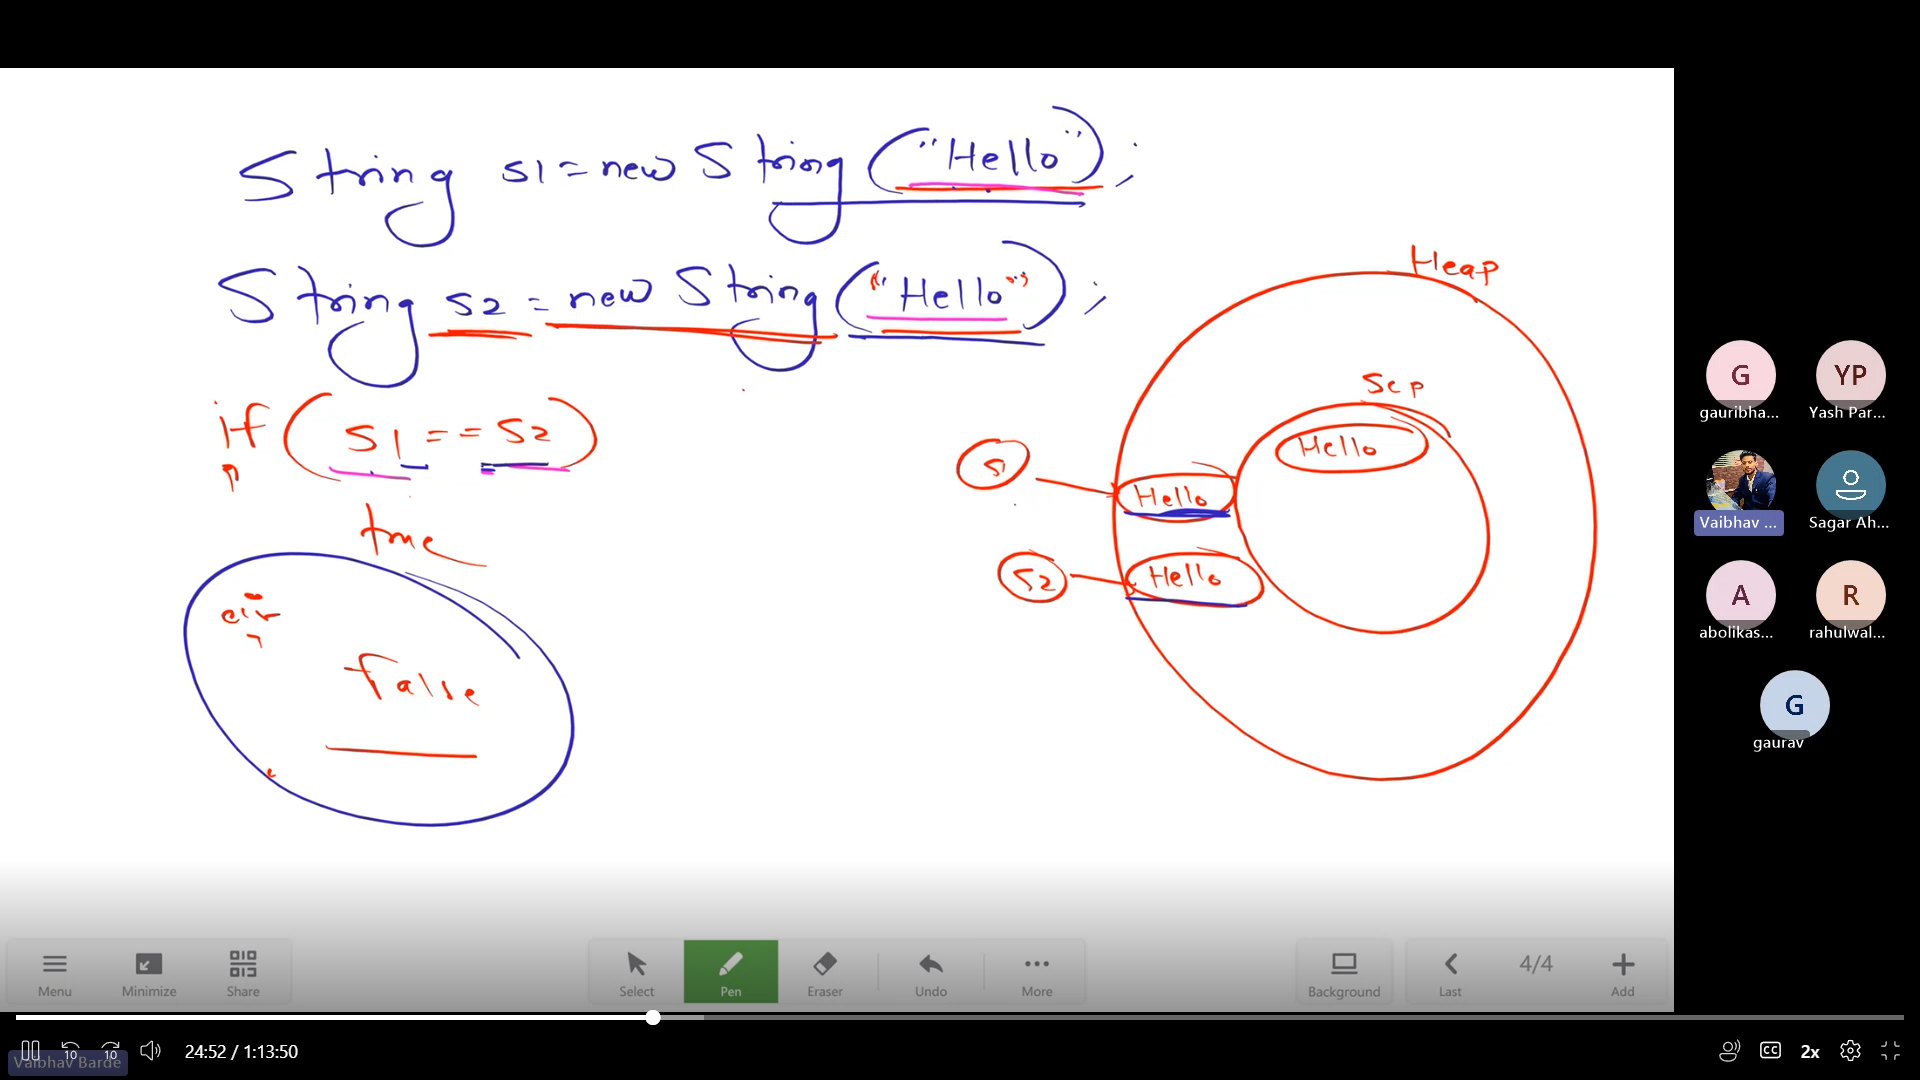 String s1 = new String ("Hello");
String s2 = new String ("Hello");
if (s1 == s2)
true
False
Heap
Scp
Hello
s1
Hello
s2
Hello
G
gauribha...
YP
Yash Par...
Vaibhav ...
Sagar Ah...
A
abolikas...
R
rahulwal...
G
gaurav
Menu
Minimize
Share
Select
Pen
Eraser
Undo
More
Background
Last
4/4
Add
10
10
24:52 / 1:13:50
CC
2x
Vaibhav Barde